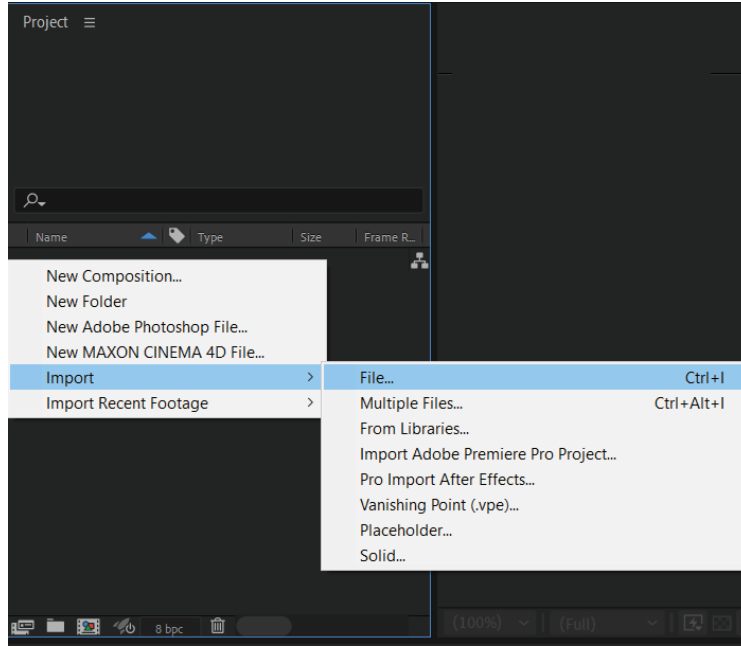 Project
Name Type Size Frame R...
New Composition...
New Folder
New Adobe Photoshop File...
New MAXON CINEMA 4D File...
Import
Import Recent Footage
File... Ctrl+I
Multiple Files... Ctrl+Alt+I
From Libraries...
Import Adobe Premiere Pro Project...
Pro Import After Effects...
Vanishing Point (.vpe)...
Placeholder...
Solid...
8 bpc
(100%) (Full)